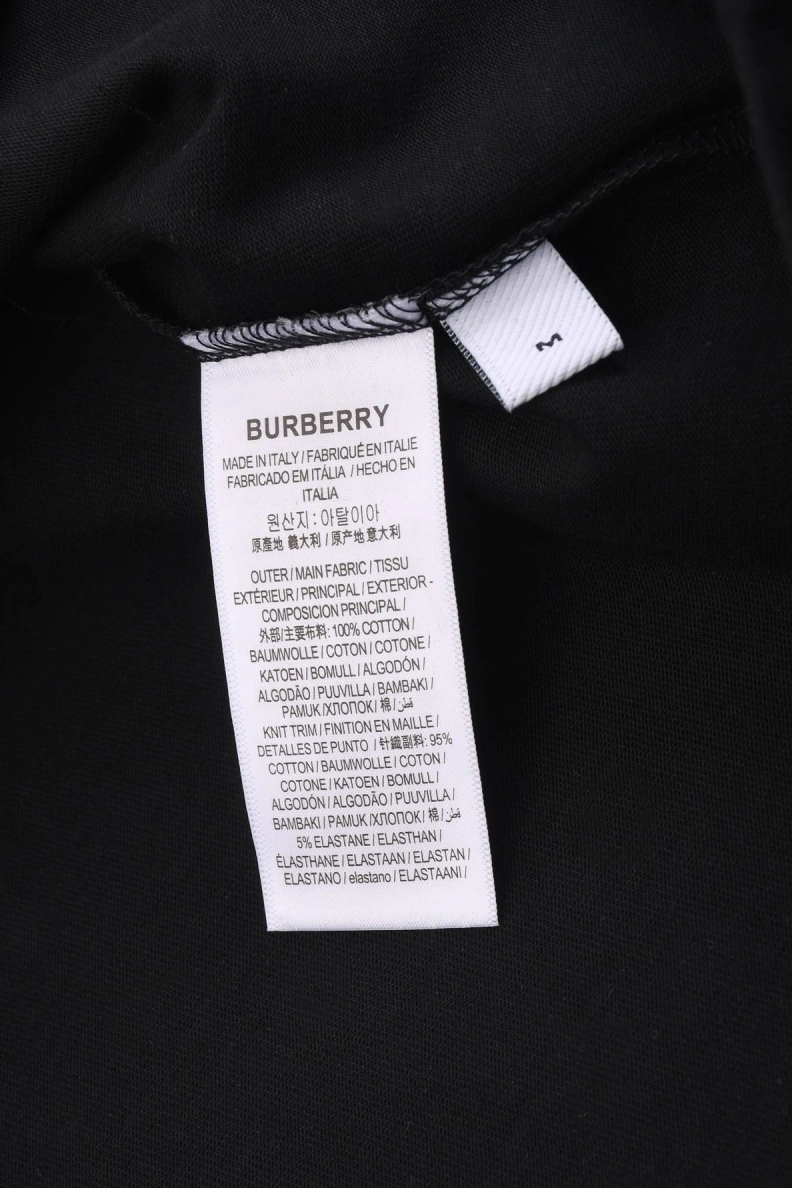 BURBERRY
MADE IN ITALY / FABRIQUÉ EN ITALIE
FABRICADO EM ITÁLIA / HECHO EN
ITALIA
원산지 : 아탈이아
原產地 義大利 / 原产地 意大利
OUTER / MAIN FABRIC / TISSU
EXTÉRIEUR / PRINCIPAL / EXTERIOR -
COMPOSICION PRINCIPAL /
外部/主要布料: 100% COTTON /
BAUMWOLLE / COTON / COTONE /
KATOEN / BOMULL / ALGODÓN /
ALGODÃO / PUUVILLA / BAMBAKI /
PAMUK /ХЛОПОК / 棉 / قطن
KNIT TRIM / FINITION EN MAILLE /
DETALLES DE PUNTO / 针織副料: 95%
COTTON / BAUMWOLLE / COTON /
COTONE / KATOEN / BOMULL /
ALGODÓN / ALGODÃO / PUUVILLA /
BAMBAKI / PAMUK /ХЛОПОК/ 棉 / قطن
5% ELASTANE / ELASTHAN /
ÉLASTHANE / ELASTAAN / ELASTAN /
ELASTANO / elastano / ELASTAANI /
M